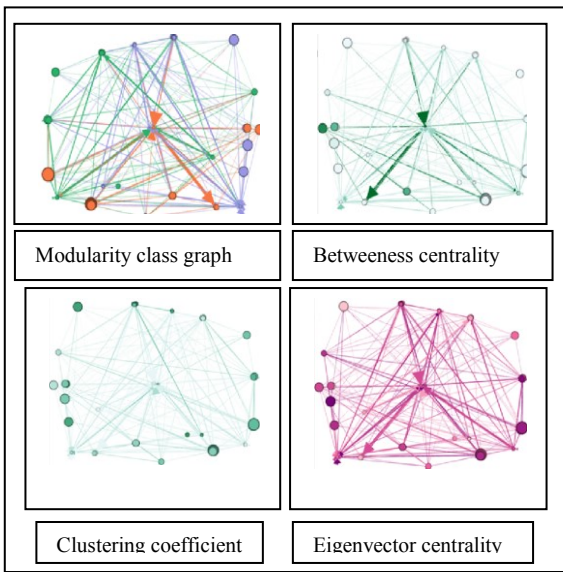 Modularity class graph
Betweeness centrality
Clustering coefficient
Eigenvector centrality